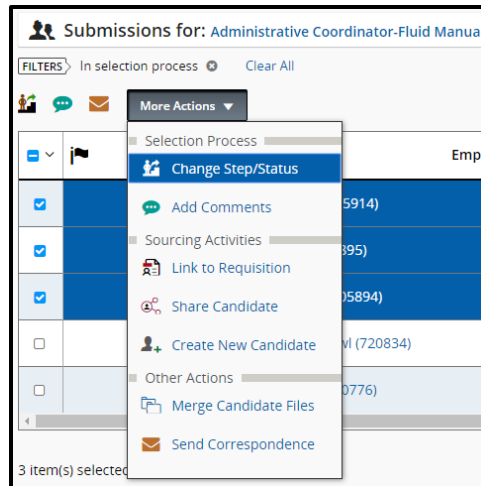 Submissions for: Administrative Coordinator-Fluid Manua
FILTERS In selection process Clear All
More Actions
Selection Process
Emp
Change Step/Status
5914)
Add Comments
Sourcing Activities
395)
Link to Requisition
05894)
Share Candidate
Create New Candidate
wl (720834)
Other Actions
0776)
Merge Candidate Files
Send Correspondence
3 item(s) selected